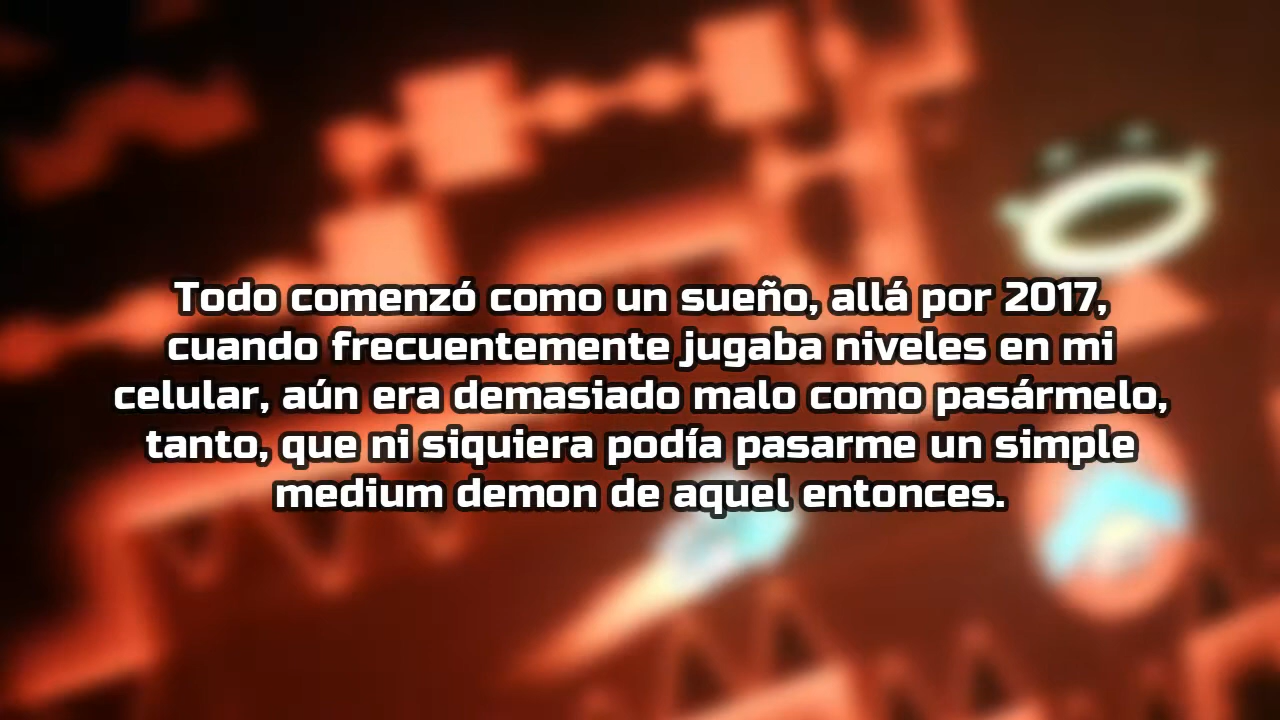 Todo comenzó como un sueño, allá por 2017,
cuando frecuentemente jugaba niveles en mi
celular, aún era demasiado malo como pasármelo,
tanto, que ni siquiera podía pasarme un simple
medium demon de aquel entonces.